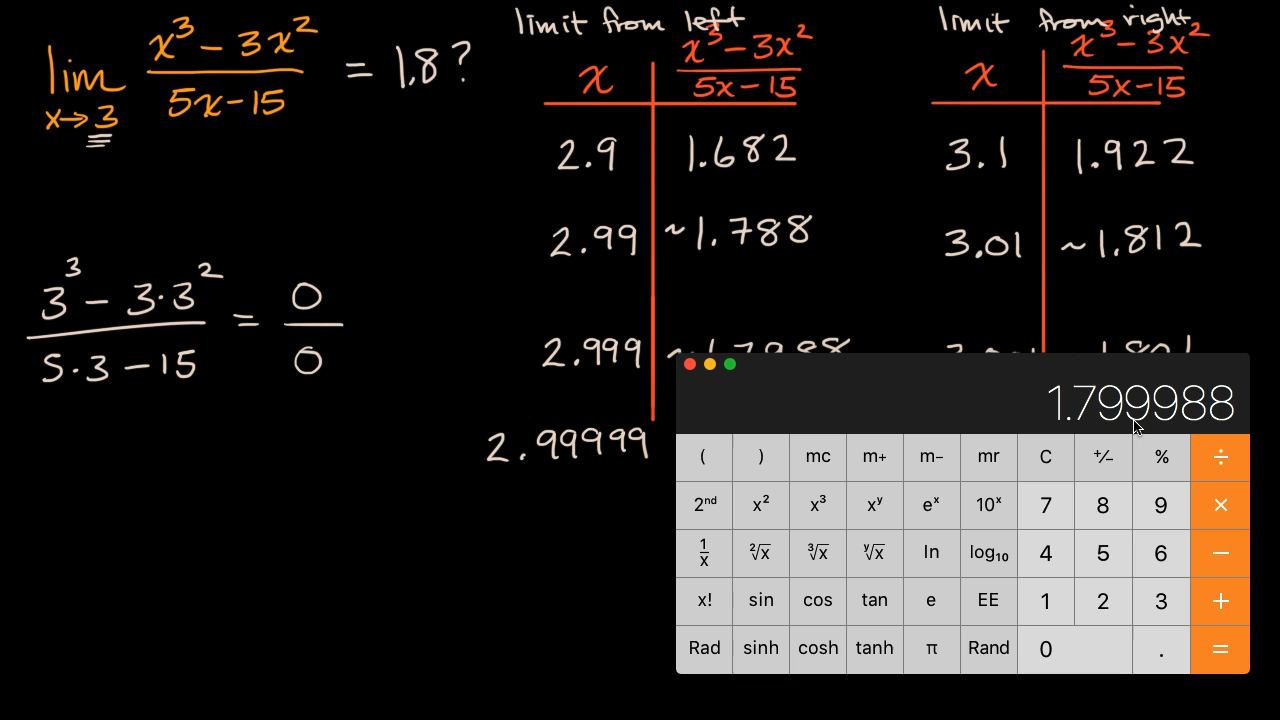 lim x→3 x³ – 3x² / 5x – 15 = 1.8 ?
3³ – 3·3² / 5·3 – 15 = 0 / 0
limit from left
x | x³ – 3x² / 5x – 15
2.9 | 1.682
2.99 | ~1.788
2.999
2.99999
limit from right
x | x³ – 3x² / 5x – 15
3.1 | 1.922
3.01 | ~1.812
1.799988
( ) mc m+ m– mr C +/– % ÷
2nd x² x³ xʸ eˣ 10ˣ 7 8 9 ×
1/x ²√x ³√x ʸ√x ln log₁₀ 4 5 6 –
x! sin cos tan e EE 1 2 3 +
Rad sinh cosh tanh π Rand 0 . =